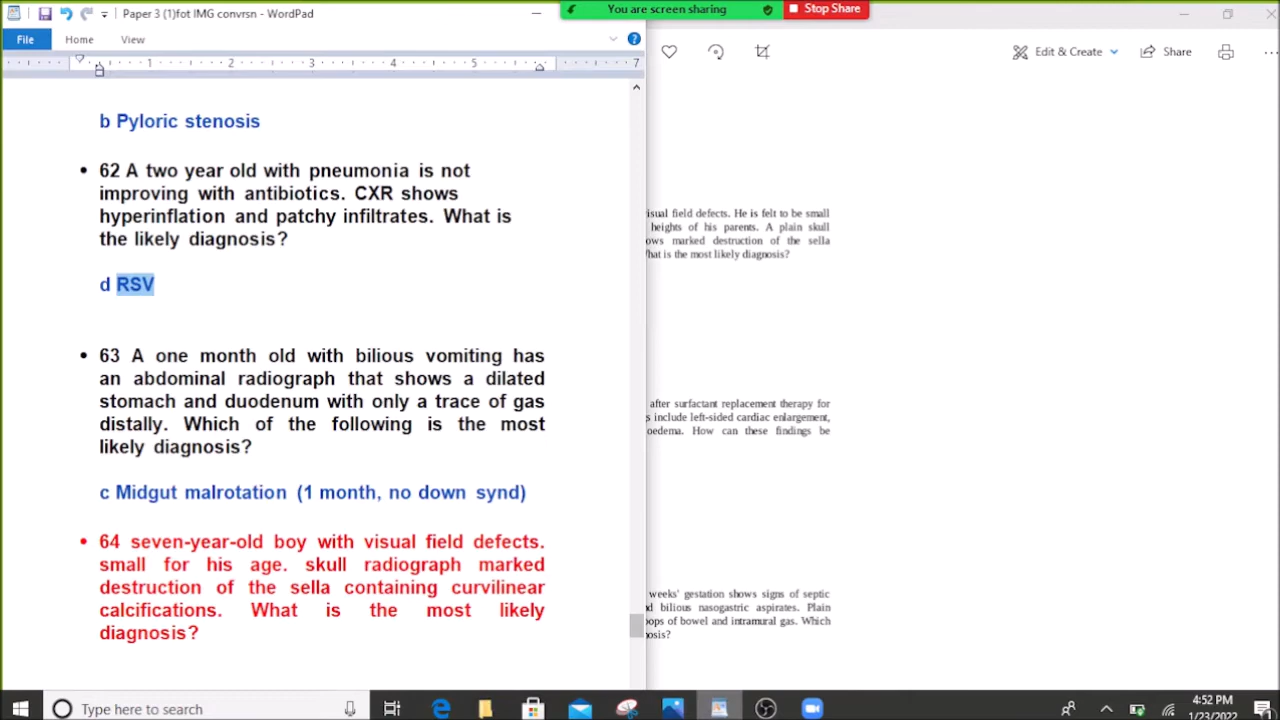 Paper 3 (1)fot IMG convrsn - WordPad
You are screen sharing
Stop Share
File
Home
View
Edit & Create
Share
1
2
3
4
5
7
b Pyloric stenosis
• 62 A two year old with pneumonia is not
improving with antibiotics. CXR shows
hyperinflation and patchy infiltrates. What is
the likely diagnosis?
d RSV
• 63 A one month old with bilious vomiting has
an abdominal radiograph that shows a dilated
stomach and duodenum with only a trace of gas
distally. Which of the following is the most
likely diagnosis?
c Midgut malrotation (1 month, no down synd)
• 64 seven-year-old boy with visual field defects.
small for his age. skull radiograph marked
destruction of the sella containing curvilinear
calcifications. What is the most likely
diagnosis?
visual field defects. He is felt to be small
heights of his parents. A plain skull
marked destruction of the sella
What is the most likely diagnosis?
after surfactant replacement therapy for
include left-sided cardiac enlargement,
How can these findings be
weeks' gestation shows signs of septic
bilious nasogastric aspirates. Plain
of bowel and intramural gas. Which
Type here to search
4:52 PM
1/23/2022